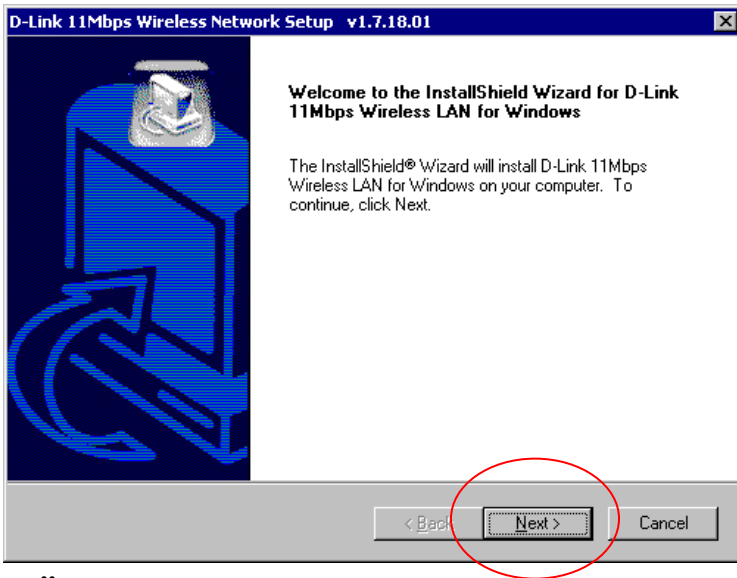 D-Link 11Mbps Wireless Network Setup v1.7.18.01
Welcome to the InstallShield Wizard for D-Link
11Mbps Wireless LAN for Windows
The InstallShield® Wizard will install D-Link 11Mbps
Wireless LAN for Windows on your computer. To
continue, click Next.
< Back Next > Cancel